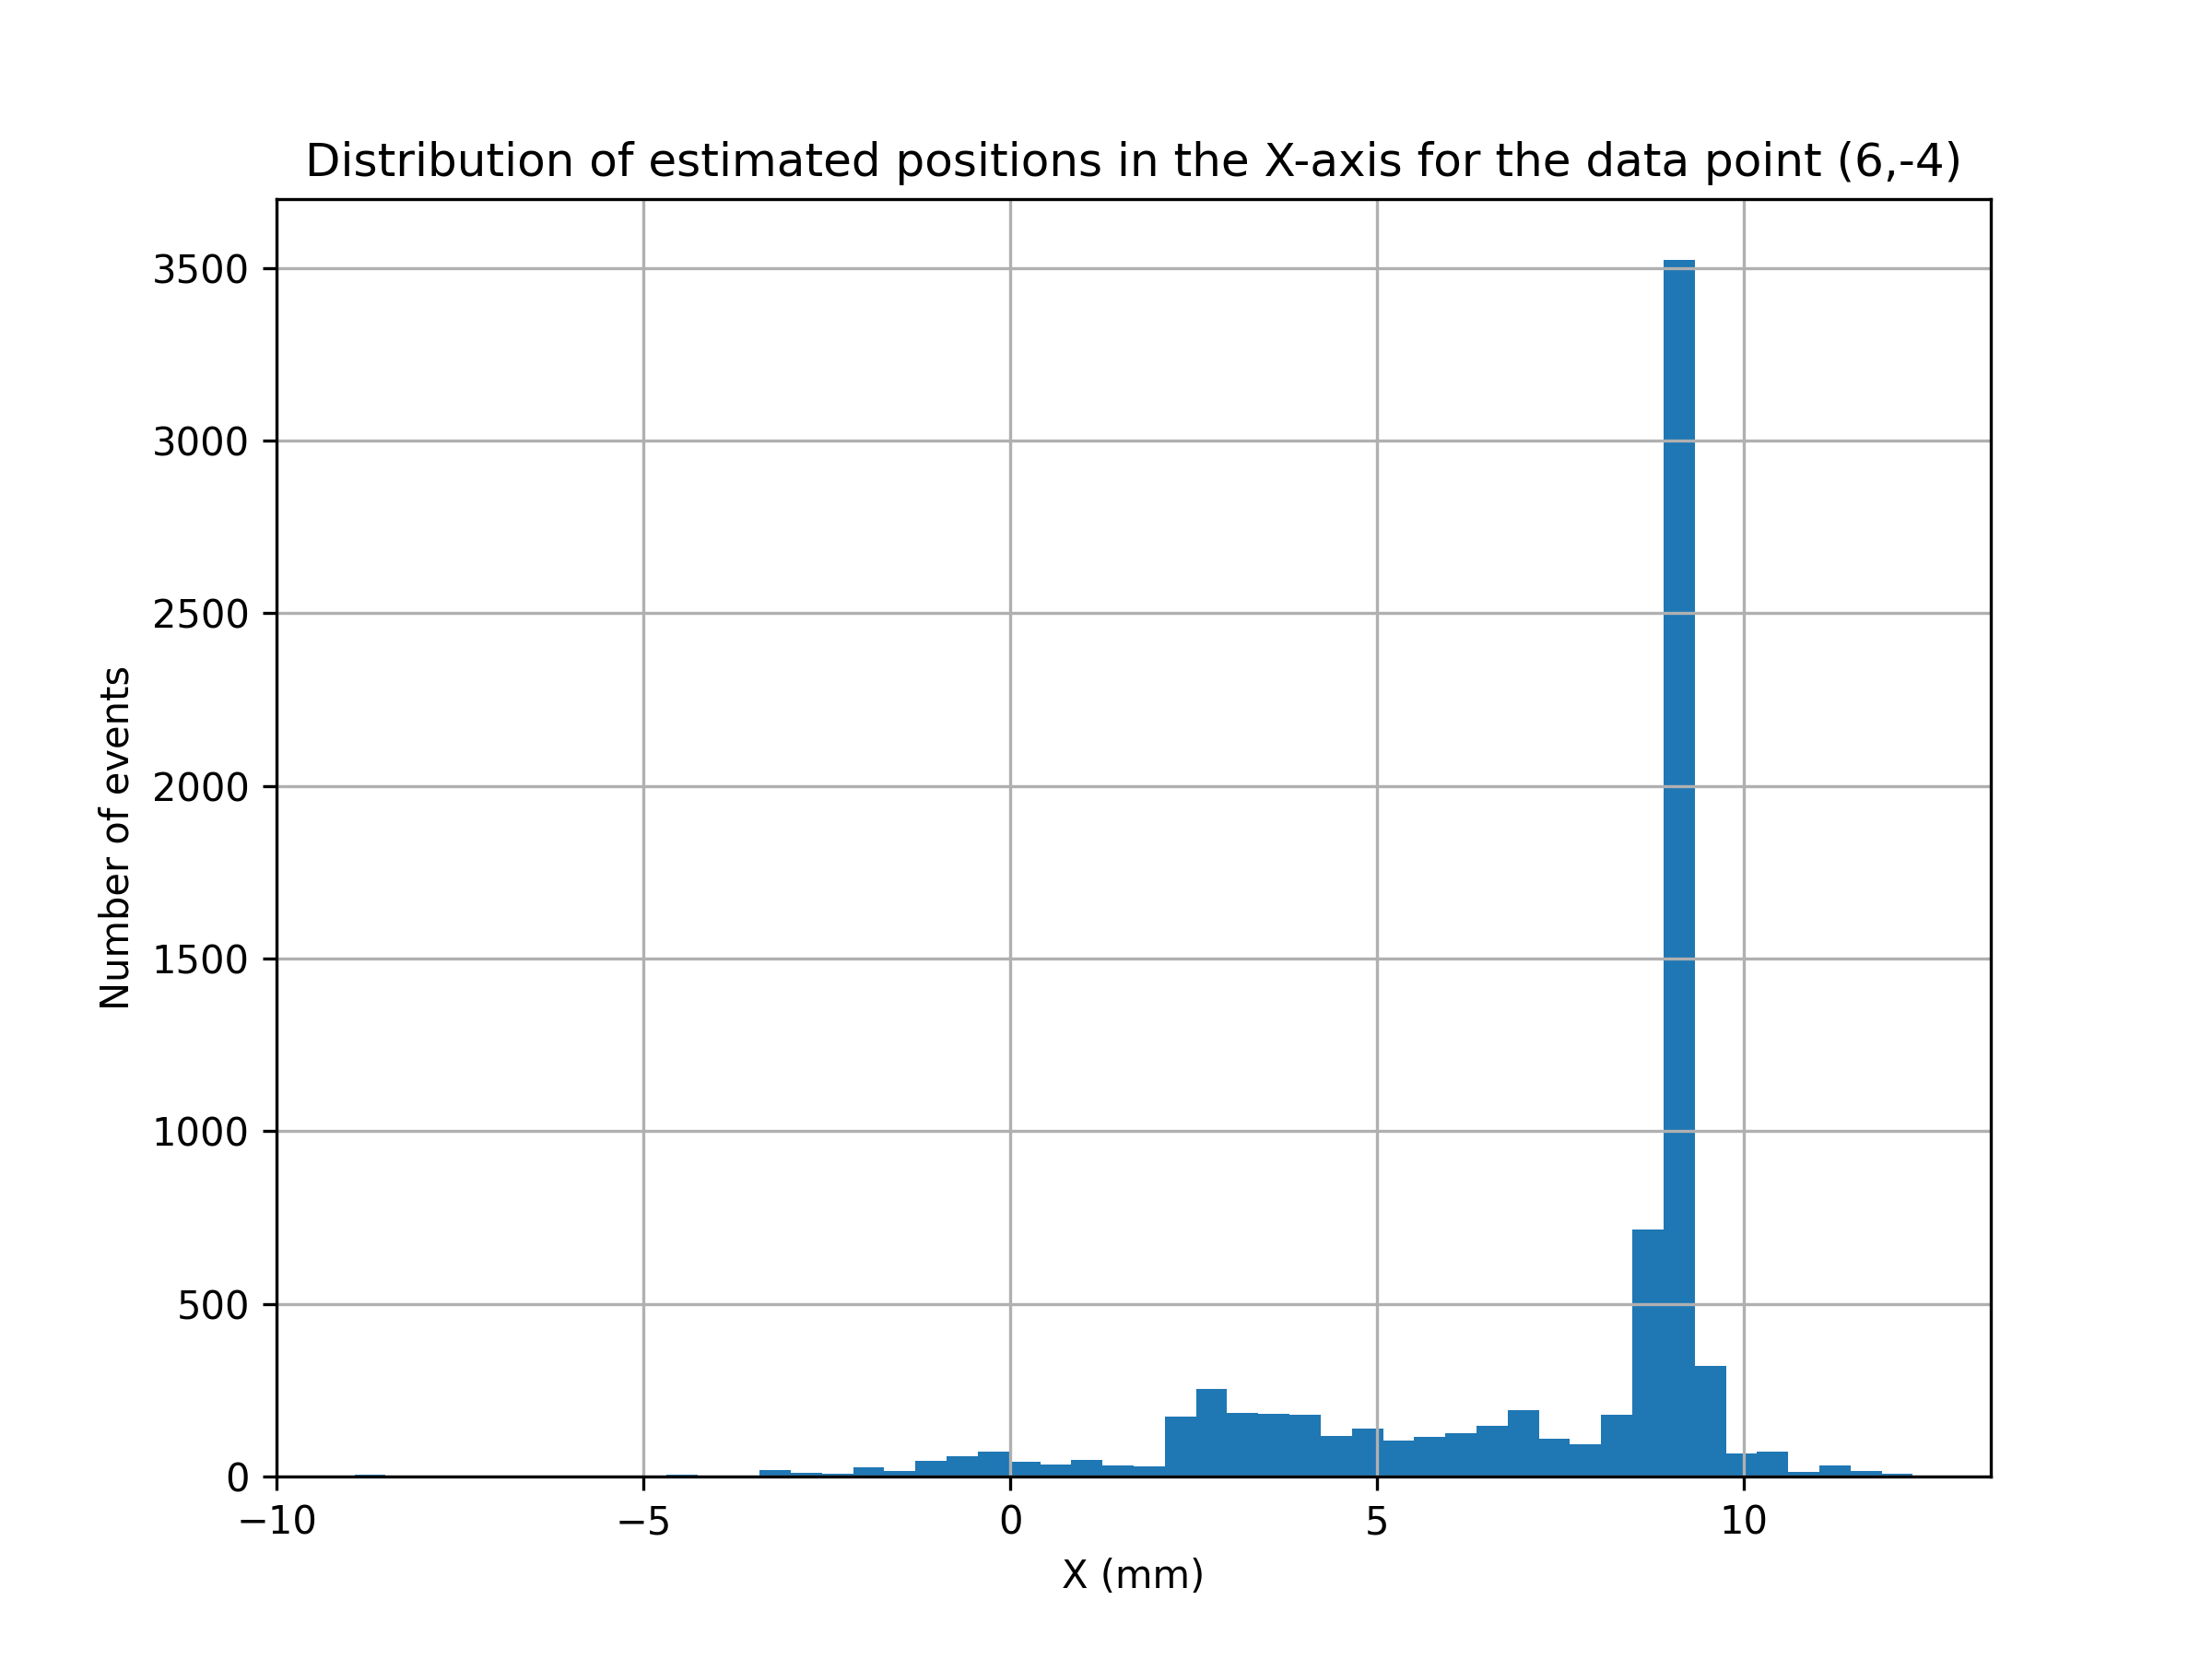 Distribution of estimated positions in the X-axis for the data point (6,-4)
3500
3000
2500
2000
1500
1000
500
0
Number of events
−10 −5 0 5 10
X (mm)